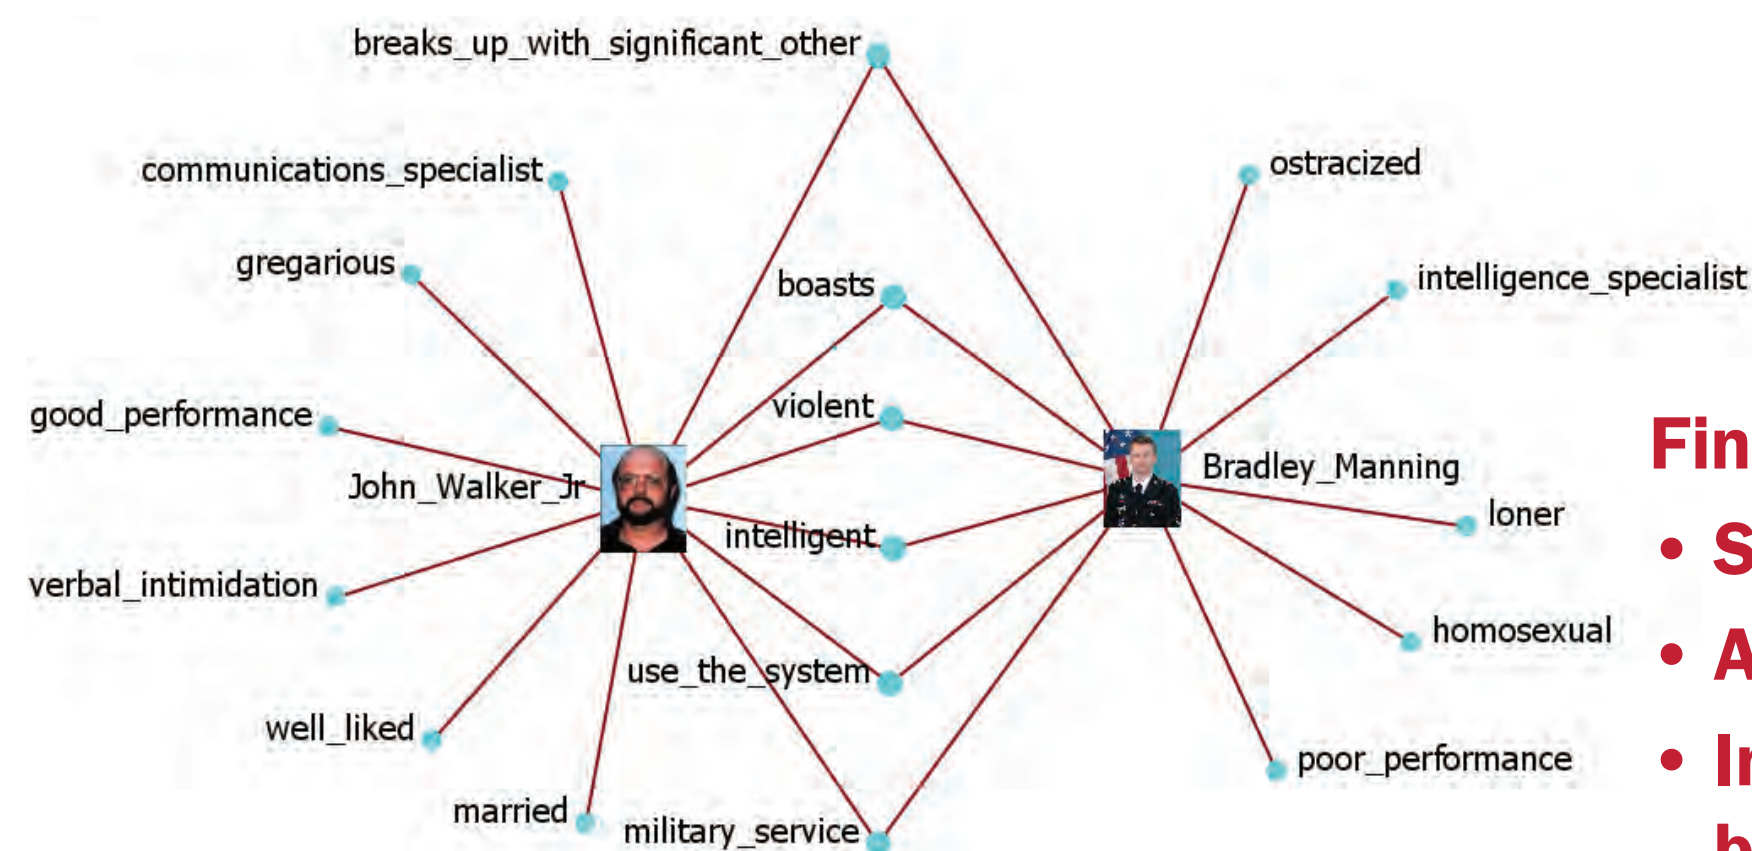 breaks_up_with_significant_other
communications_specialist
ostracized
gregarious
boasts
intelligence_specialist
violent
good_performance
John_Walker_Jr
Bradley_Manning
loner
intelligent
verbal_intimidation
homosexual
use_the_system
well_liked
poor_performance
married
military_service
Fin
• S
• A